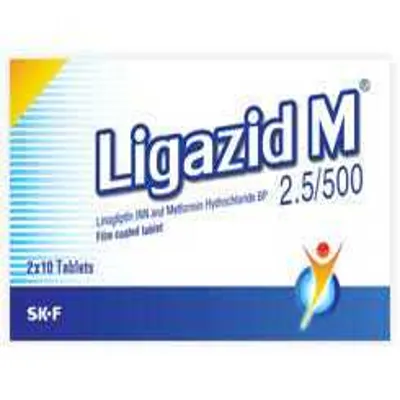 Ligazid M®
2.5/500
Linagliptin INN and Metformin Hydrochloride BP
Film coated tablet
2x10 Tablets
SK+F